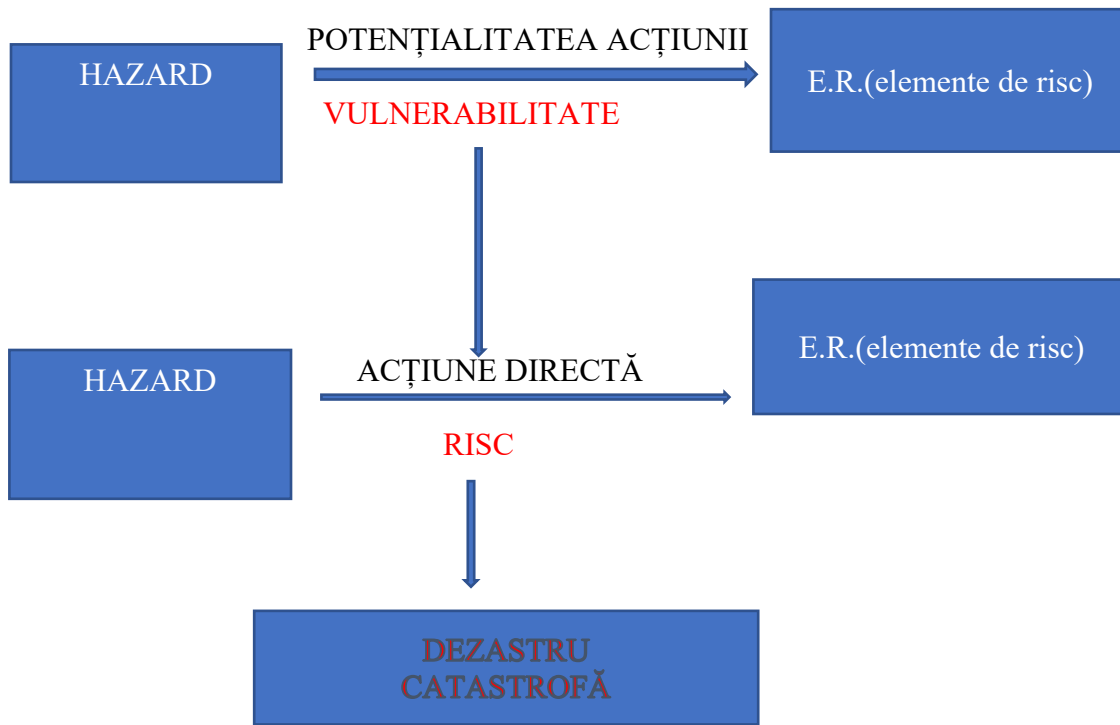 POTENȚIALITATEA ACȚIUNII
HAZARD
E.R.(elemente de risc)
VULNERABILITATE
E.R.(elemente de risc)
ACȚIUNE DIRECTĂ
HAZARD
RISC
DEZASTRU
CATASTROFĂ